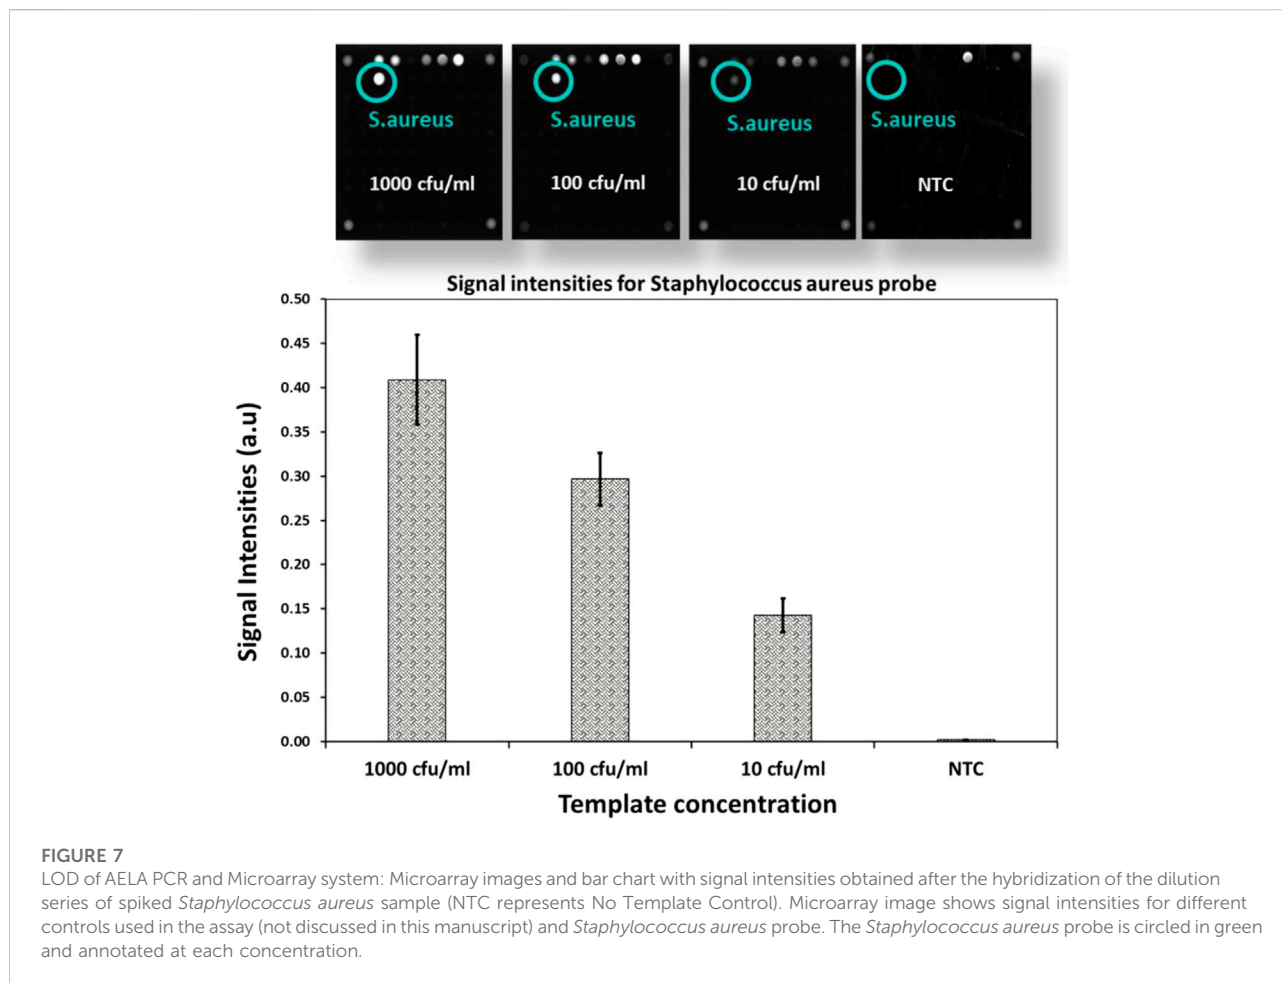 S.aureus S.aureus S.aureus S.aureus
1000 cfu/ml 100 cfu/ml 10 cfu/ml NTC
Signal intensities for Staphylococcus aureus probe
0.50
0.45
0.40
0.35
0.30
0.25
0.20
0.15
0.10
0.05
0.00
Signal Intensities (a.u)
1000 cfu/ml 100 cfu/ml 10 cfu/ml NTC
Template concentration
FIGURE 7
LOD of AELA PCR and Microarray system: Microarray images and bar chart with signal intensities obtained after the hybridization of the dilution
series of spiked Staphylococcus aureus sample (NTC represents No Template Control). Microarray image shows signal intensities for different
controls used in the assay (not discussed in this manuscript) and Staphylococcus aureus probe. The Staphylococcus aureus probe is circled in green
and annotated at each concentration.